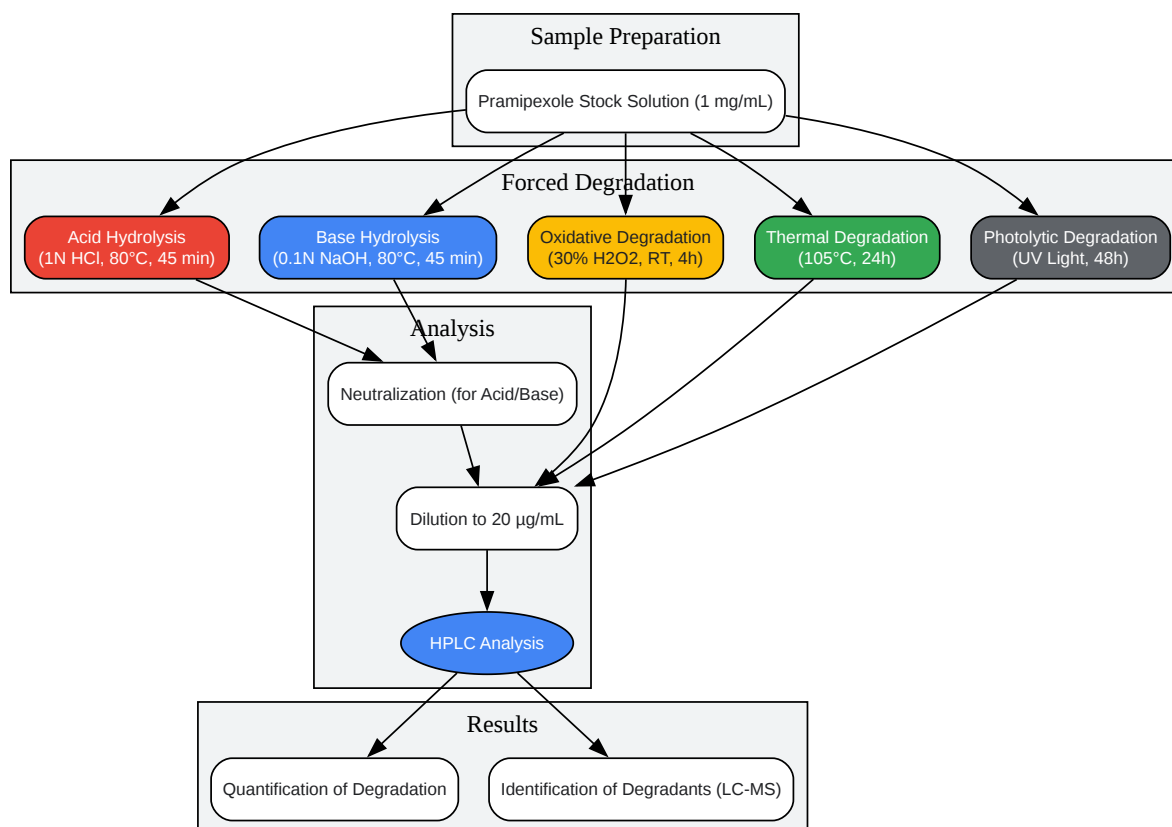 Sample Preparation
Pramipexole Stock Solution (1 mg/mL)
Forced Degradation
Acid Hydrolysis
(1N HCl, 80°C, 45 min)
Base Hydrolysis
(0.1N NaOH, 80°C, 45 min)
Oxidative Degradation
(30% H2O2, RT, 4h)
Thermal Degradation
(105°C, 24h)
Photolytic Degradation
(UV Light, 48h)
Analysis
Neutralization (for Acid/Base)
Dilution to 20 µg/mL
HPLC Analysis
Results
Quantification of Degradation
Identification of Degradants (LC-MS)